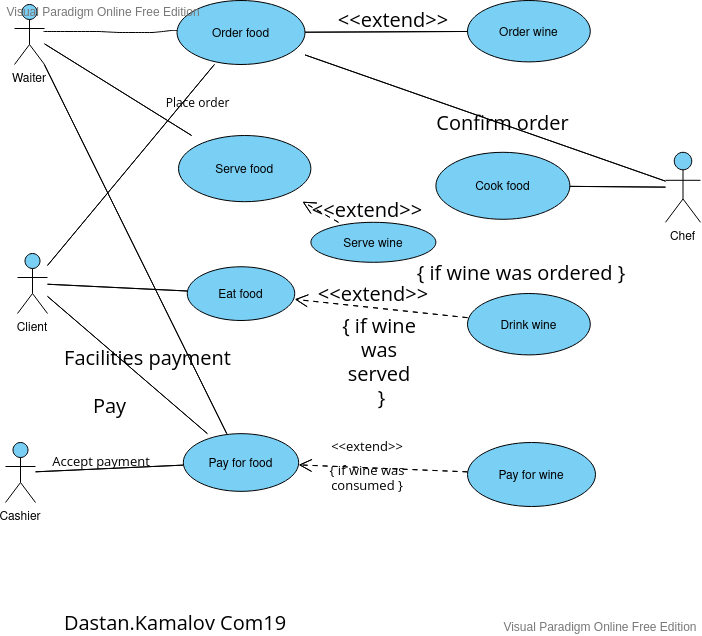 Visual Paradigm Online Free Edition
<<extend>>
Order food
Order wine
Waiter
Place order
Confirm order
Serve food
Cook food
<<extend>>
Chef
Serve wine
{ if wine was ordered }
Eat food
<<extend>>
Client
Drink wine
{ if wine
was
served
}
Facilities payment
Pay
<<extend>>
Accept payment
Pay for food
{ if wine was
consumed }
Pay for wine
Cashier
Dastan.Kamalov Com19
Visual Paradigm Online Free Edition